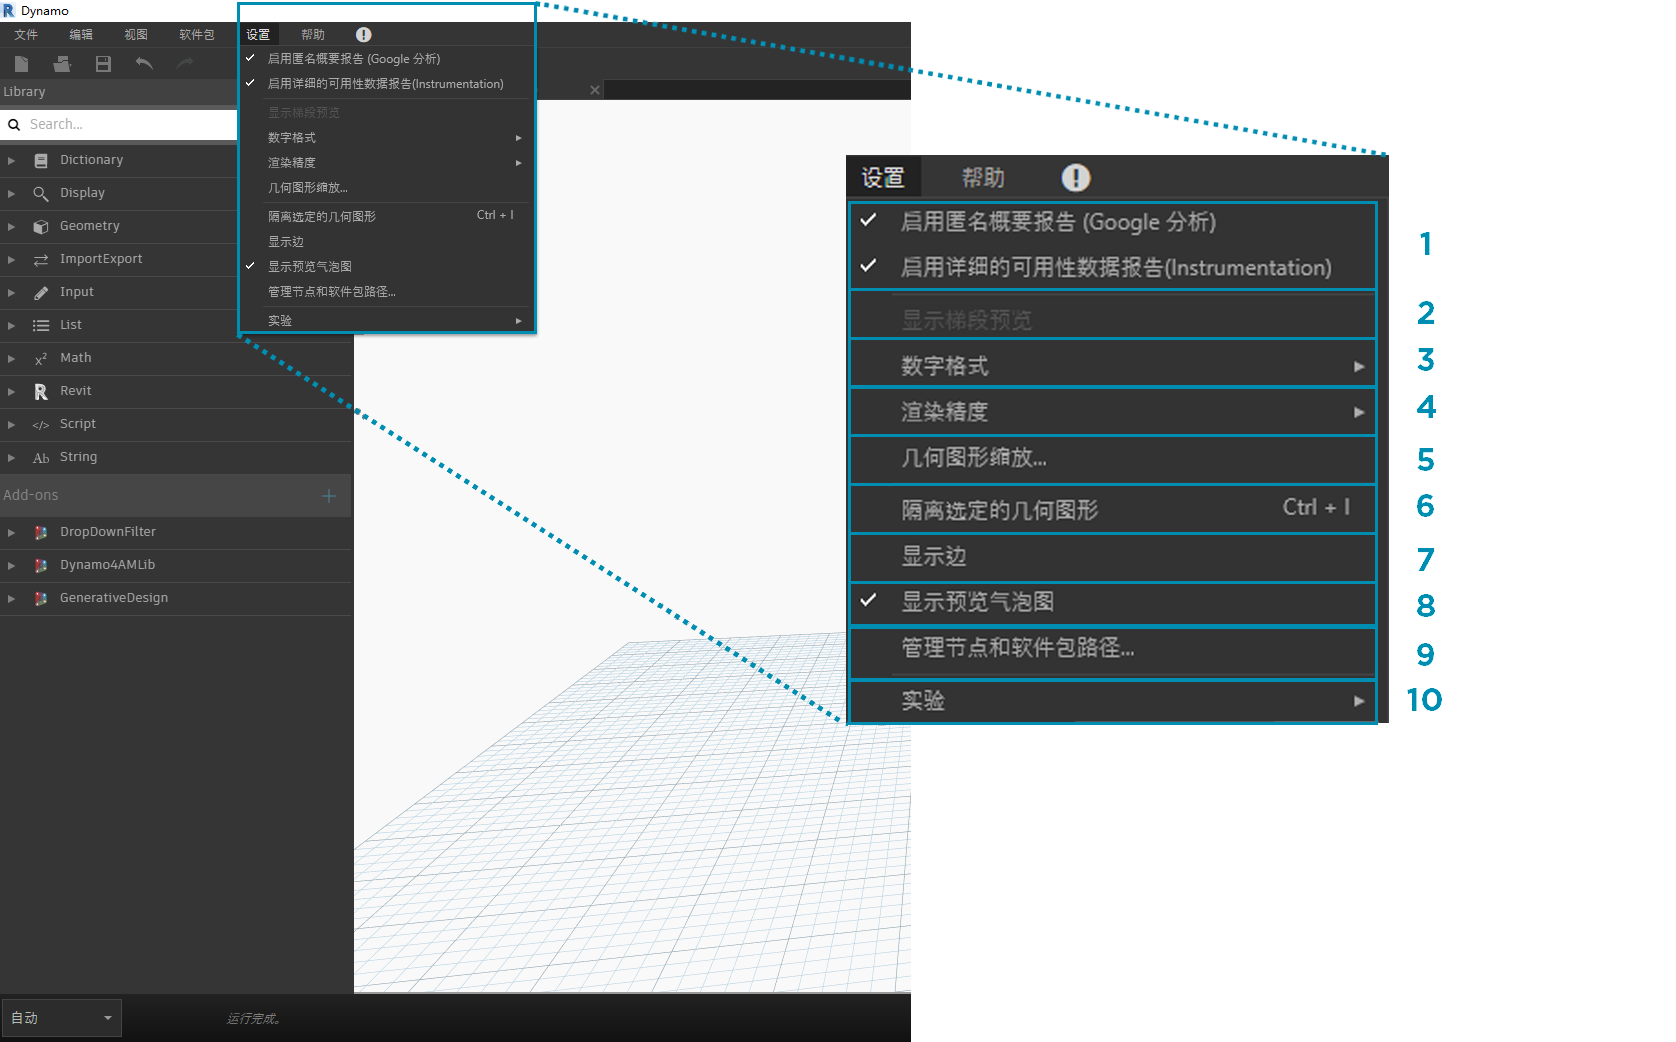 Dynamo
文件 编辑 视图 软件包 设置 帮助
启用匿名概要报告 (Google 分析)
启用详细的可用性数据报告(Instrumentation)
显示梯段预览
数字格式
渲染精度
几何图形缩放...
隔离选定的几何图形 Ctrl + I
显示边
显示预览气泡图
管理节点和软件包路径...
实验
Library
Search...
Dictionary
Display
Geometry
ImportExport
Input
List
Math
Revit
Script
String
Add-ons
DropDownFilter
Dynamo4AMLib
GenerativeDesign
自动
运行完成。
设置 帮助
启用匿名概要报告 (Google 分析)
启用详细的可用性数据报告(Instrumentation)
1
显示梯段预览 2
数字格式 3
渲染精度 4
几何图形缩放... 5
隔离选定的几何图形 Ctrl + I 6
显示边 7
显示预览气泡图 8
管理节点和软件包路径... 9
实验 10